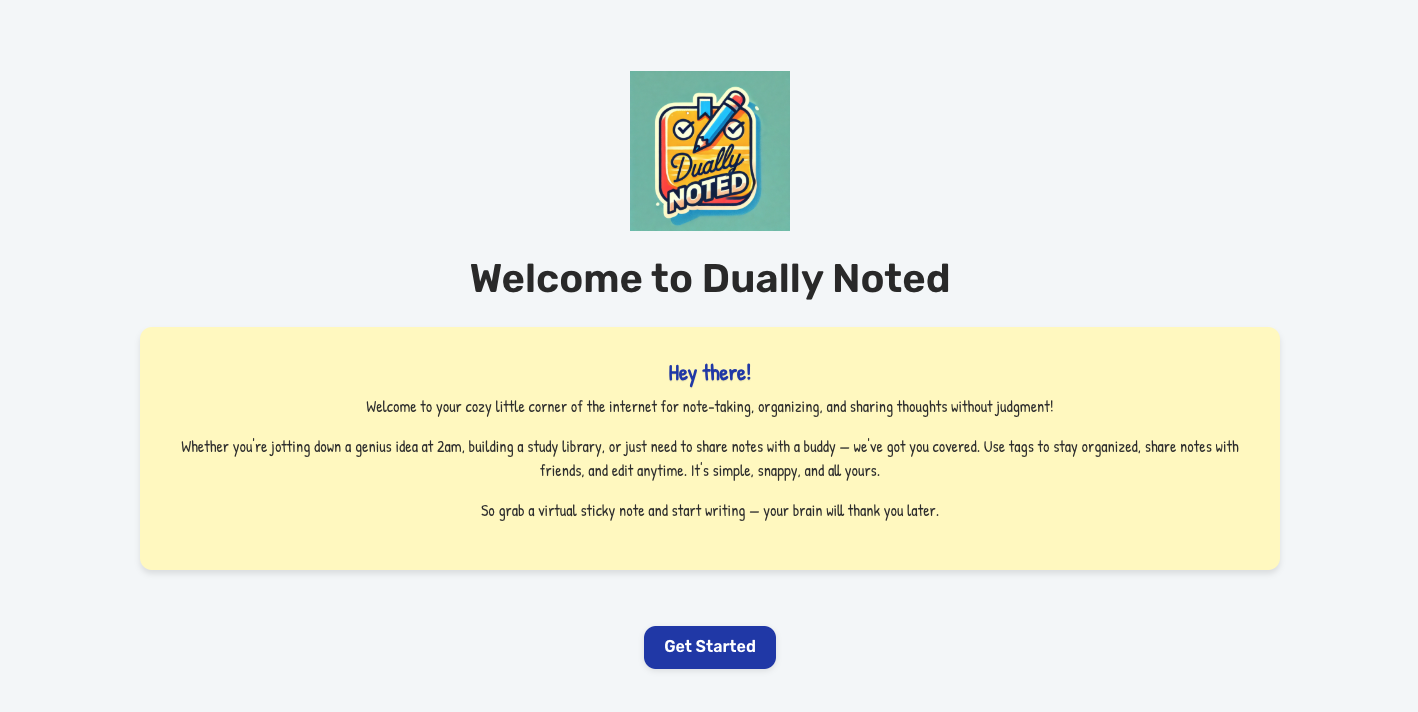 Dually
NOTED
Welcome to Dually Noted
Hey there!
Welcome to your cozy little corner of the internet for note-taking, organizing, and sharing thoughts without judgment!
Whether you're jotting down a genius idea at 2am, building a study library, or just need to share notes with a buddy — we've got you covered. Use tags to stay organized, share notes with
friends, and edit anytime. It's simple, snappy, and all yours.
So grab a virtual sticky note and start writing — your brain will thank you later.
Get Started